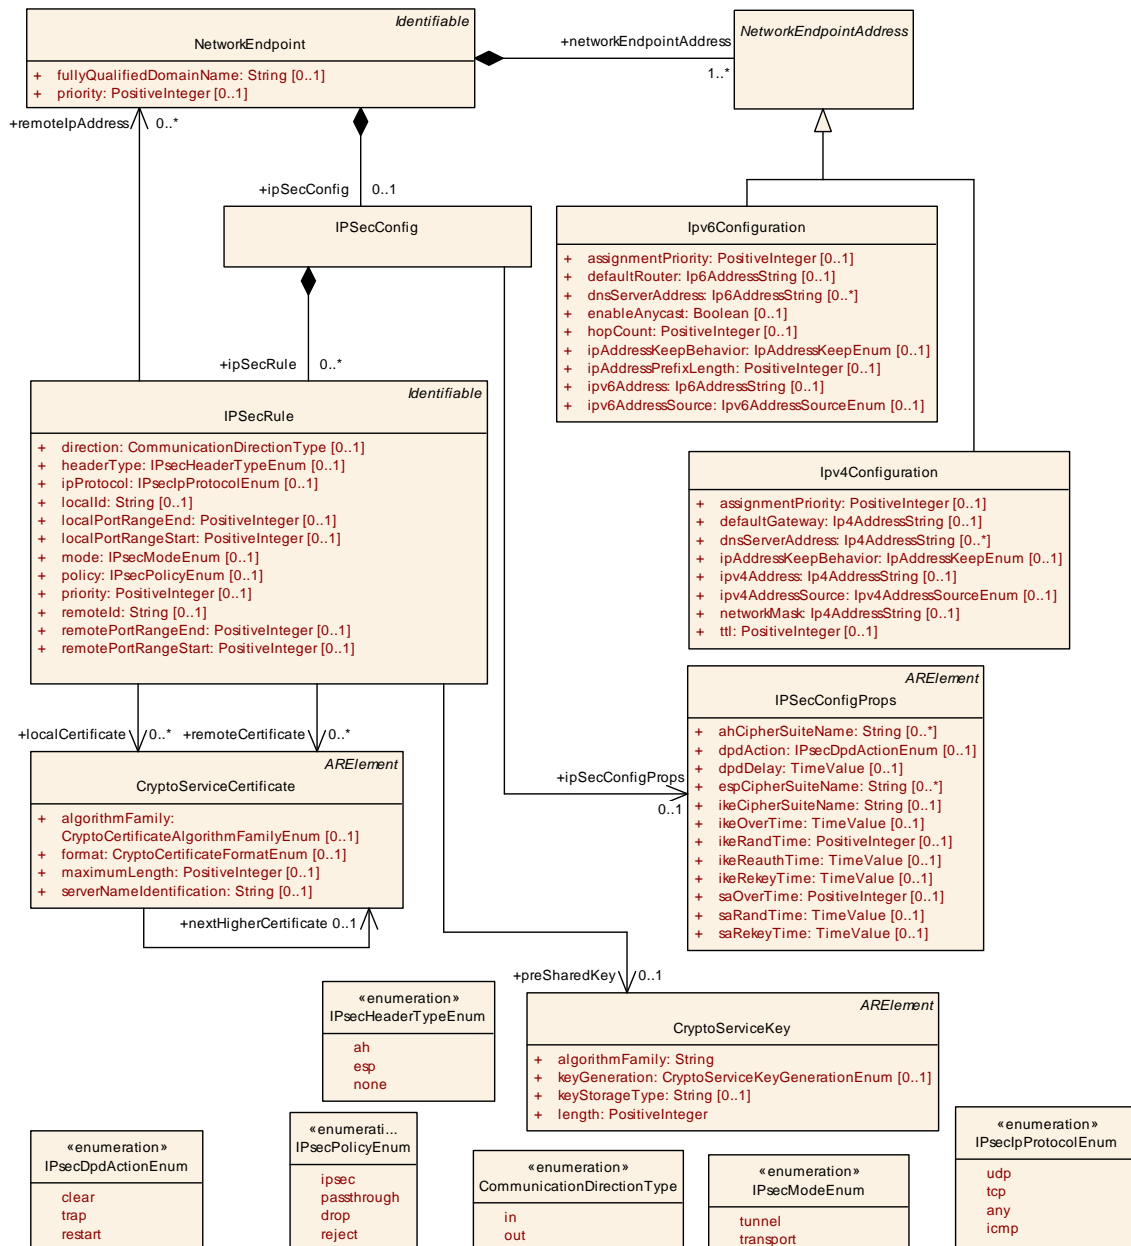 Identifiable
NetworkEndpoint
+ fullyQualifiedDomainName: String [0..1]
+ priority: PositiveInteger [0..1]
+networkEndpointAddress
1..*
NetworkEndpointAddress
+remoteIpAddress
0..*
+ipSecConfig
0..1
IPSecConfig
Ipv6Configuration
+ assignmentPriority: PositiveInteger [0..1]
+ defaultRouter: Ip6AddressString [0..1]
+ dnsServerAddress: Ip6AddressString [0..*]
+ enableAnycast: Boolean [0..1]
+ hopCount: PositiveInteger [0..1]
+ ipAddressKeepBehavior: IpAddressKeepEnum [0..1]
+ ipAddressPrefixLength: PositiveInteger [0..1]
+ ipv6Address: Ip6AddressString [0..1]
+ ipv6AddressSource: Ipv6AddressSourceEnum [0..1]
+ipSecRule
0..*
Identifiable
IPSecRule
+ direction: CommunicationDirectionType [0..1]
+ headerType: IPsecHeaderTypeEnum [0..1]
+ ipProtocol: IPsecIpProtocolEnum [0..1]
+ localId: String [0..1]
+ localPortRangeEnd: PositiveInteger [0..1]
+ localPortRangeStart: PositiveInteger [0..1]
+ mode: IPsecModeEnum [0..1]
+ policy: IPsecPolicyEnum [0..1]
+ priority: PositiveInteger [0..1]
+ remoteId: String [0..1]
+ remotePortRangeEnd: PositiveInteger [0..1]
+ remotePortRangeStart: PositiveInteger [0..1]
Ipv4Configuration
+ assignmentPriority: PositiveInteger [0..1]
+ defaultGateway: Ip4AddressString [0..1]
+ dnsServerAddress: Ip4AddressString [0..*]
+ ipAddressKeepBehavior: IpAddressKeepEnum [0..1]
+ ipv4Address: Ip4AddressString [0..1]
+ ipv4AddressSource: Ipv4AddressSourceEnum [0..1]
+ networkMask: Ip4AddressString [0..1]
+ ttl: PositiveInteger [0..1]
+localCertificate
0..*
+remoteCertificate
0..*
ARElement
IPSecConfigProps
+ ahCipherSuiteName: String [0..*]
+ dpdAction: IPsecDpdActionEnum [0..1]
+ dpdDelay: TimeValue [0..1]
+ espCipherSuiteName: String [0..*]
+ ikeCipherSuiteName: String [0..1]
+ ikeOverTime: TimeValue [0..1]
+ ikeRandTime: PositiveInteger [0..1]
+ ikeReauthTime: TimeValue [0..1]
+ ikeRekeyTime: TimeValue [0..1]
+ saOverTime: PositiveInteger [0..1]
+ saRandTime: TimeValue [0..1]
+ saRekeyTime: TimeValue [0..1]
+ipSecConfigProps
0..1
ARElement
CryptoServiceCertificate
+ algorithmFamily:
CryptoCertificateAlgorithmFamilyEnum [0..1]
+ format: CryptoCertificateFormatEnum [0..1]
+ maximumLength: PositiveInteger [0..1]
+ serverNameIdentification: String [0..1]
+nextHigherCertificate 0..1
+preSharedKey
0..1
«enumeration»
IPsecHeaderTypeEnum
ah
esp
none
ARElement
CryptoServiceKey
+ algorithmFamily: String
+ keyGeneration: CryptoServiceKeyGenerationEnum [0..1]
+ keyStorageType: String [0..1]
+ length: PositiveInteger
«enumeration»
IPsecDpdActionEnum
clear
trap
restart
«enumerati...
IPsecPolicyEnum
ipsec
passthrough
drop
reject
«enumeration»
CommunicationDirectionType
in
out
«enumeration»
IPsecModeEnum
tunnel
transport
«enumeration»
IPsecIpProtocolEnum
udp
tcp
any
icmp